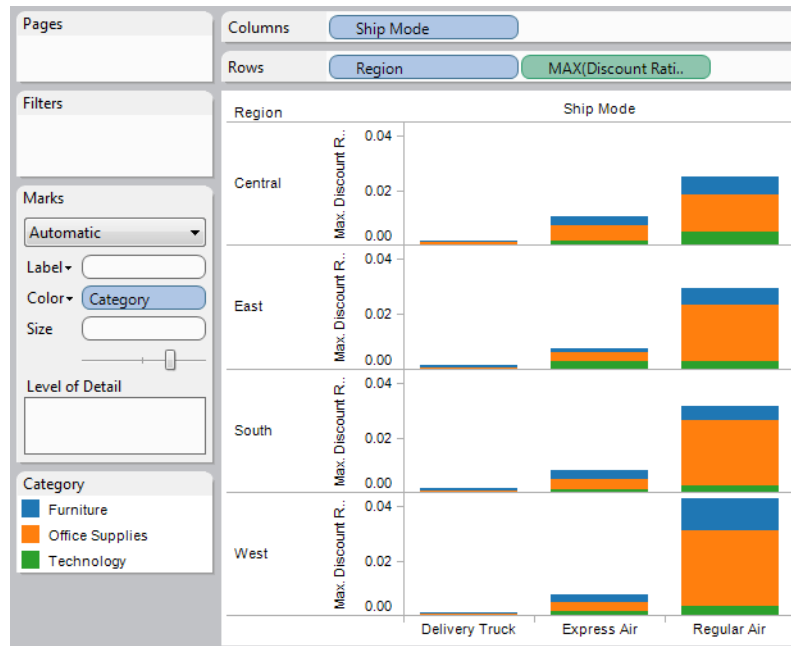 Pages
Columns
Ship Mode
Rows
Region
MAX(Discount Rati..
Filters
Marks
Automatic
Label
Color
Category
Size
Level of Detail
Category
Furniture
Office Supplies
Technology
Region
Ship Mode
Central
Max. Discount R..
0.04
0.02
0.00
East
Max. Discount R..
0.04
0.02
0.00
South
Max. Discount R..
0.04
0.02
0.00
West
Max. Discount R..
0.04
0.02
0.00
Delivery Truck
Express Air
Regular Air